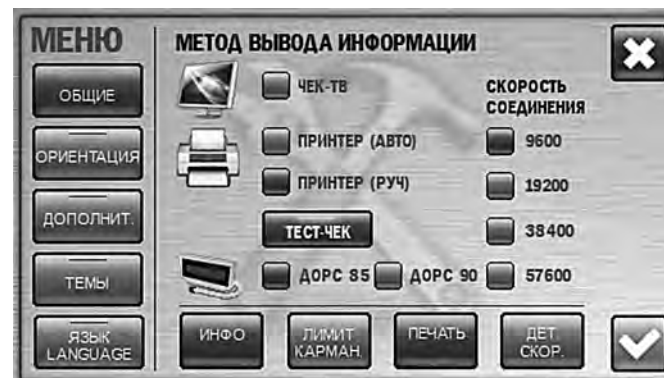 МЕНЮ
ОБЩИЕ
ОРИЕНТАЦИЯ
ДОПОЛНИТ.
ТЕМЫ
ЯЗЫК
LANGUAGE
МЕТОД ВЫВОДА ИНФОРМАЦИИ
ЧЕК-ТВ
ПРИНТЕР (АВТО)
ПРИНТЕР (РУЧ)
ТЕСТ-ЧЕК
ДОРС 85 ДОРС 90
СКОРОСТЬ
СОЕДИНЕНИЯ
9600
19200
38400
57600
ИНФО
ЛИМИТ
КАРМАН.
ПЕЧАТЬ
ДЕТ.
СКОР.